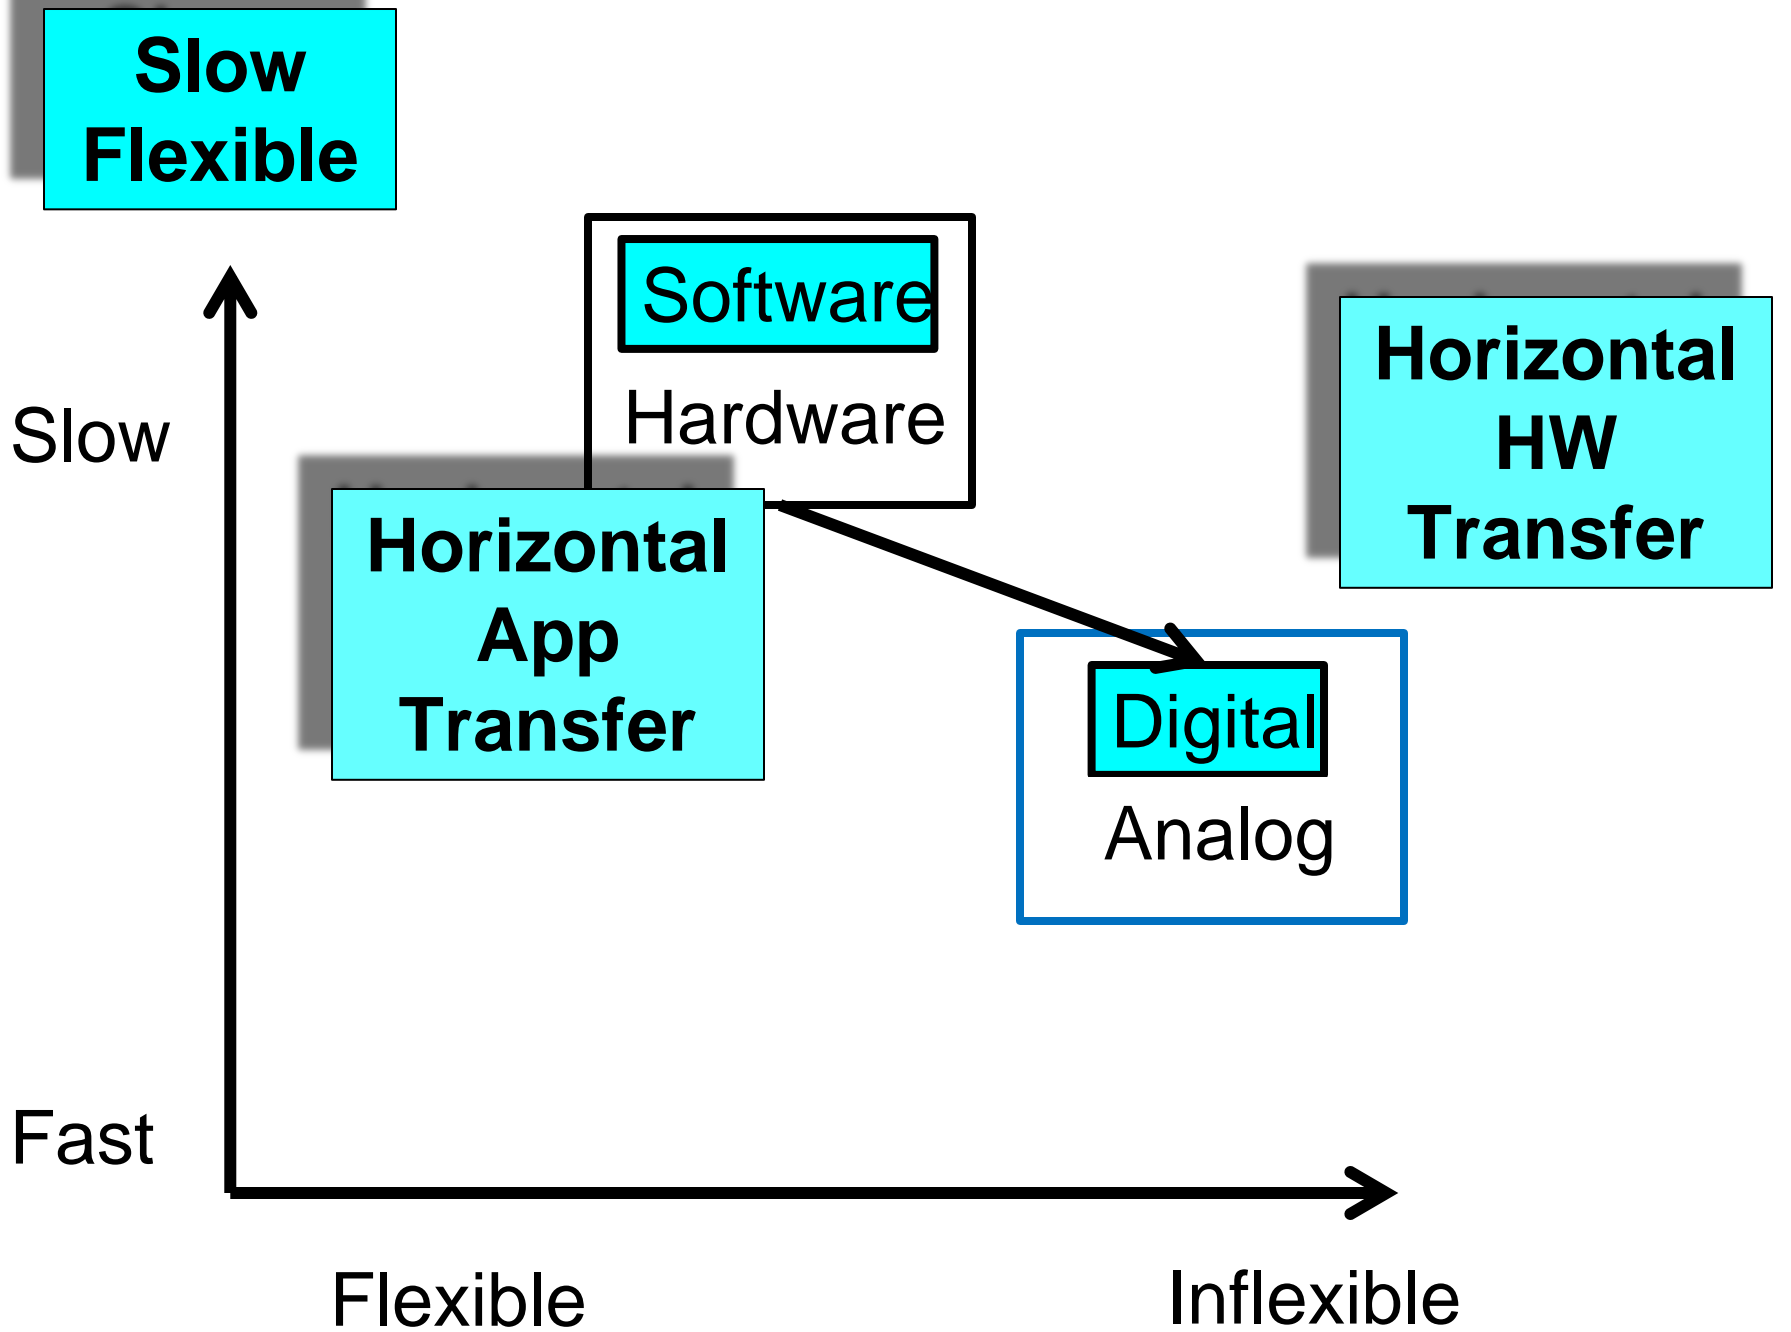 Slow
Flexible
Software
Hardware
Horizontal
HW
Transfer
Slow
Horizontal
App
Transfer
Digital
Analog
Fast
Flexible
Inflexible